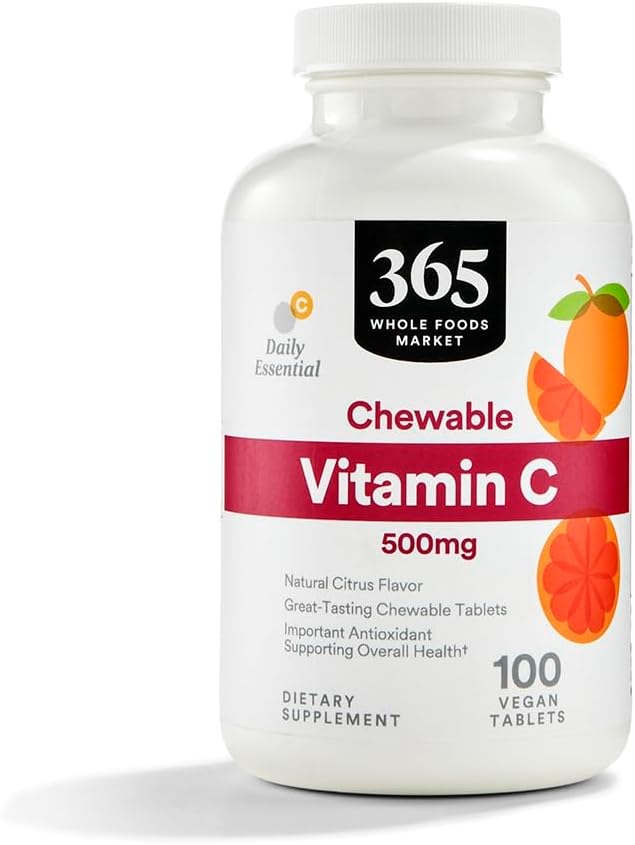 365
WHOLE FOODS
MARKET
C
Daily
Essential
Chewable
Vitamin C
500mg
Natural Citrus Flavor
Great-Tasting Chewable Tablets
Important Antioxidant
Supporting Overall Health†
100
VEGAN
TABLETS
DIETARY
SUPPLEMENT